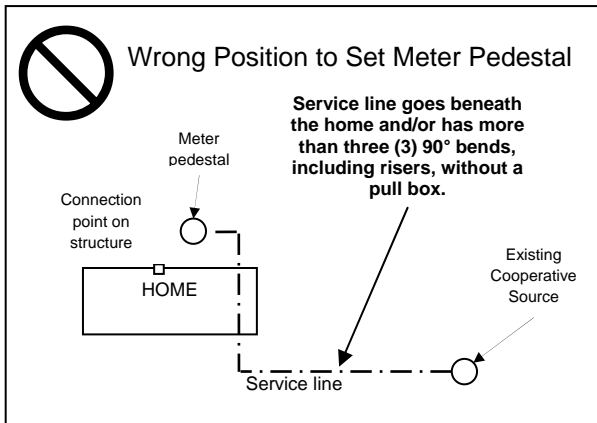 Wrong Position to Set Meter Pedestal
Service line goes beneath
the home and/or has more
than three (3) 90° bends,
including risers, without a
pull box.
Meter
pedestal
Connection
point on
structure
HOME
Existing
Cooperative
Source
Service line